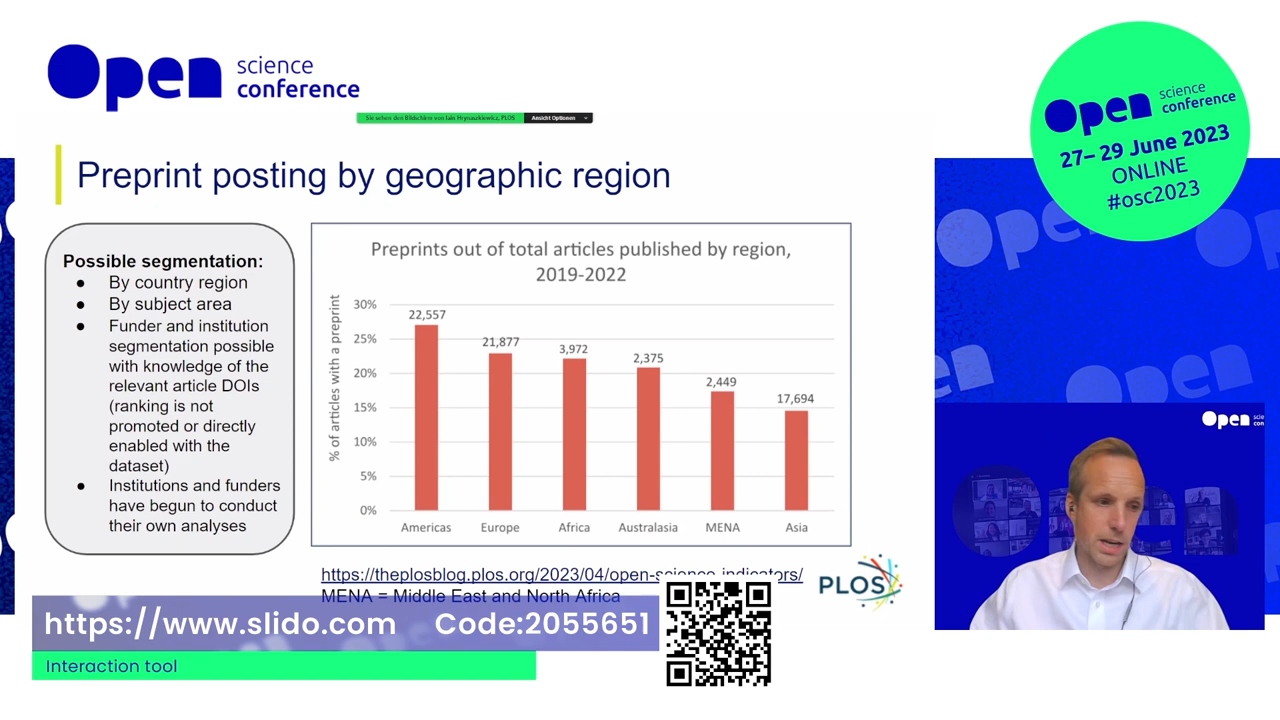 Open science conference
Sie sehen den Bildschirm von Iain Hrynaszkiewicz, PLOS
Ansicht Optionen
Open science conference
27– 29 June 2023
ONLINE
#osc2023
Preprint posting by geographic region
Possible segmentation:
● By country region
● By subject area
● Funder and institution
segmentation possible
with knowledge of the
relevant article DOIs
(ranking is not
promoted or directly
enabled with the
dataset)
● Institutions and funders
have begun to conduct
their own analyses
Preprints out of total articles published by region,
2019-2022
% of articles with a preprint
30%
25%
20%
15%
10%
5%
0%
22,557
21,877
3,972
2,375
2,449
17,694
Americas
Europe
Africa
Australasia
MENA
Asia
https://theplosblog.plos.org/2023/04/open-science-indicators/
MENA = Middle East and North Africa
PLOS
https://www.slido.com Code:2055651
Interaction tool
Open
Open
Open
Open
Open scie
con